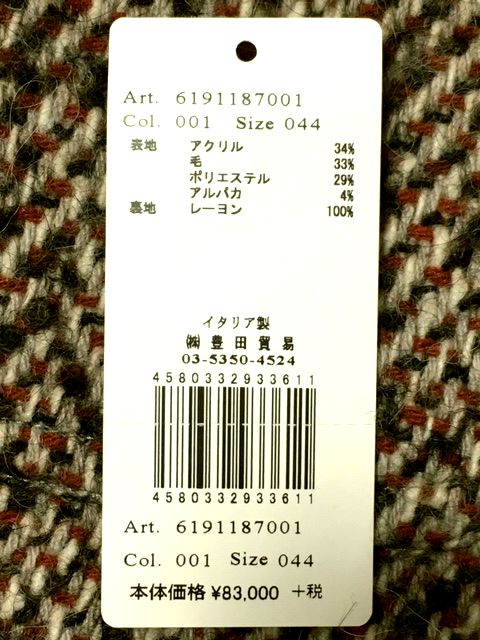 Art. 6191187001
Col. 001 Size 044
表地 アクリル 34%
毛 33%
ポリエステル 29%
アルパカ 4%
裏地 レーヨン 100%
イタリア製
㈱ 豊田貿易
03-5350-4524
4580332933611
4580332933611
Art. 6191187001
Col. 001 Size 044
本体価格 ¥83,000 +税